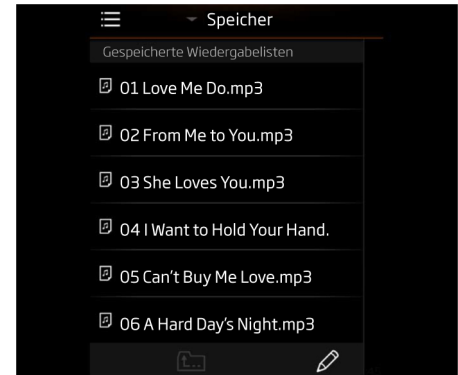 Speicher
Gespeicherte Wiedergabelisten
01 Love Me Do.mp3
02 From Me to You.mp3
03 She Loves You.mp3
04 I Want to Hold Your Hand.
05 Can't Buy Me Love.mp3
06 A Hard Day's Night.mp3